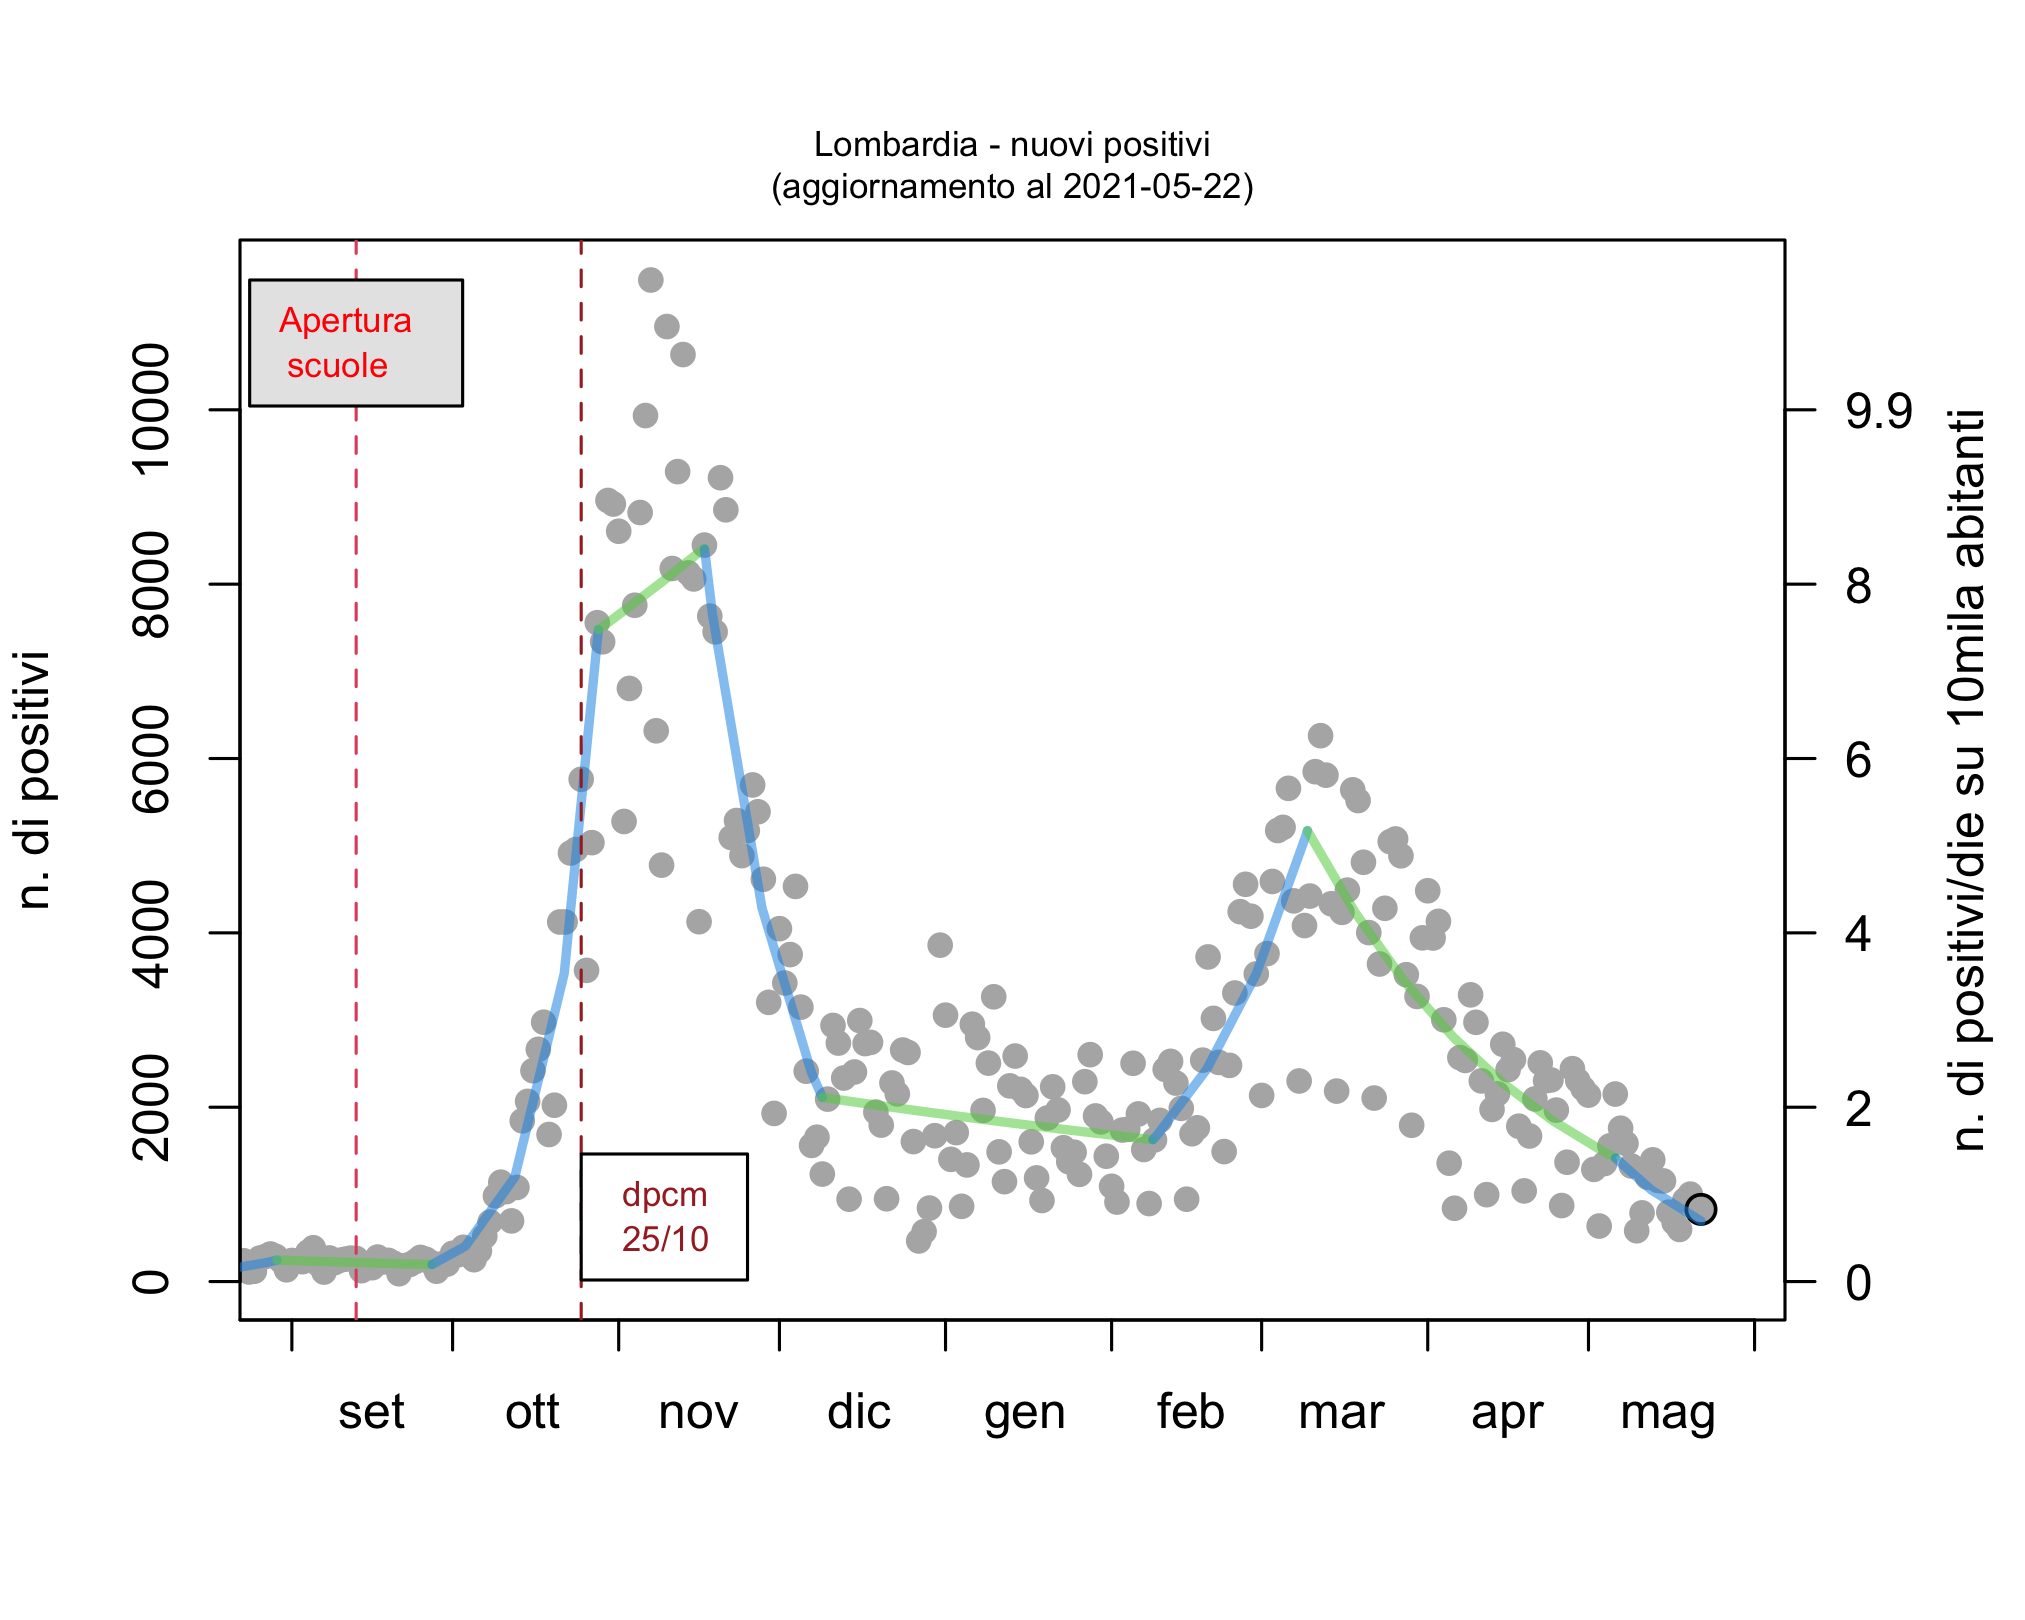 Lombardia - nuovi positivi
(aggiornamento al 2021-05-22)
Apertura
scuole
dpcm
25/10
n. di positivi
0
2000
4000
6000
8000
10000
0
2
4
6
8
9.9
n. di positivi/die su 10mila abitanti
set
ott
nov
dic
gen
feb
mar
apr
mag